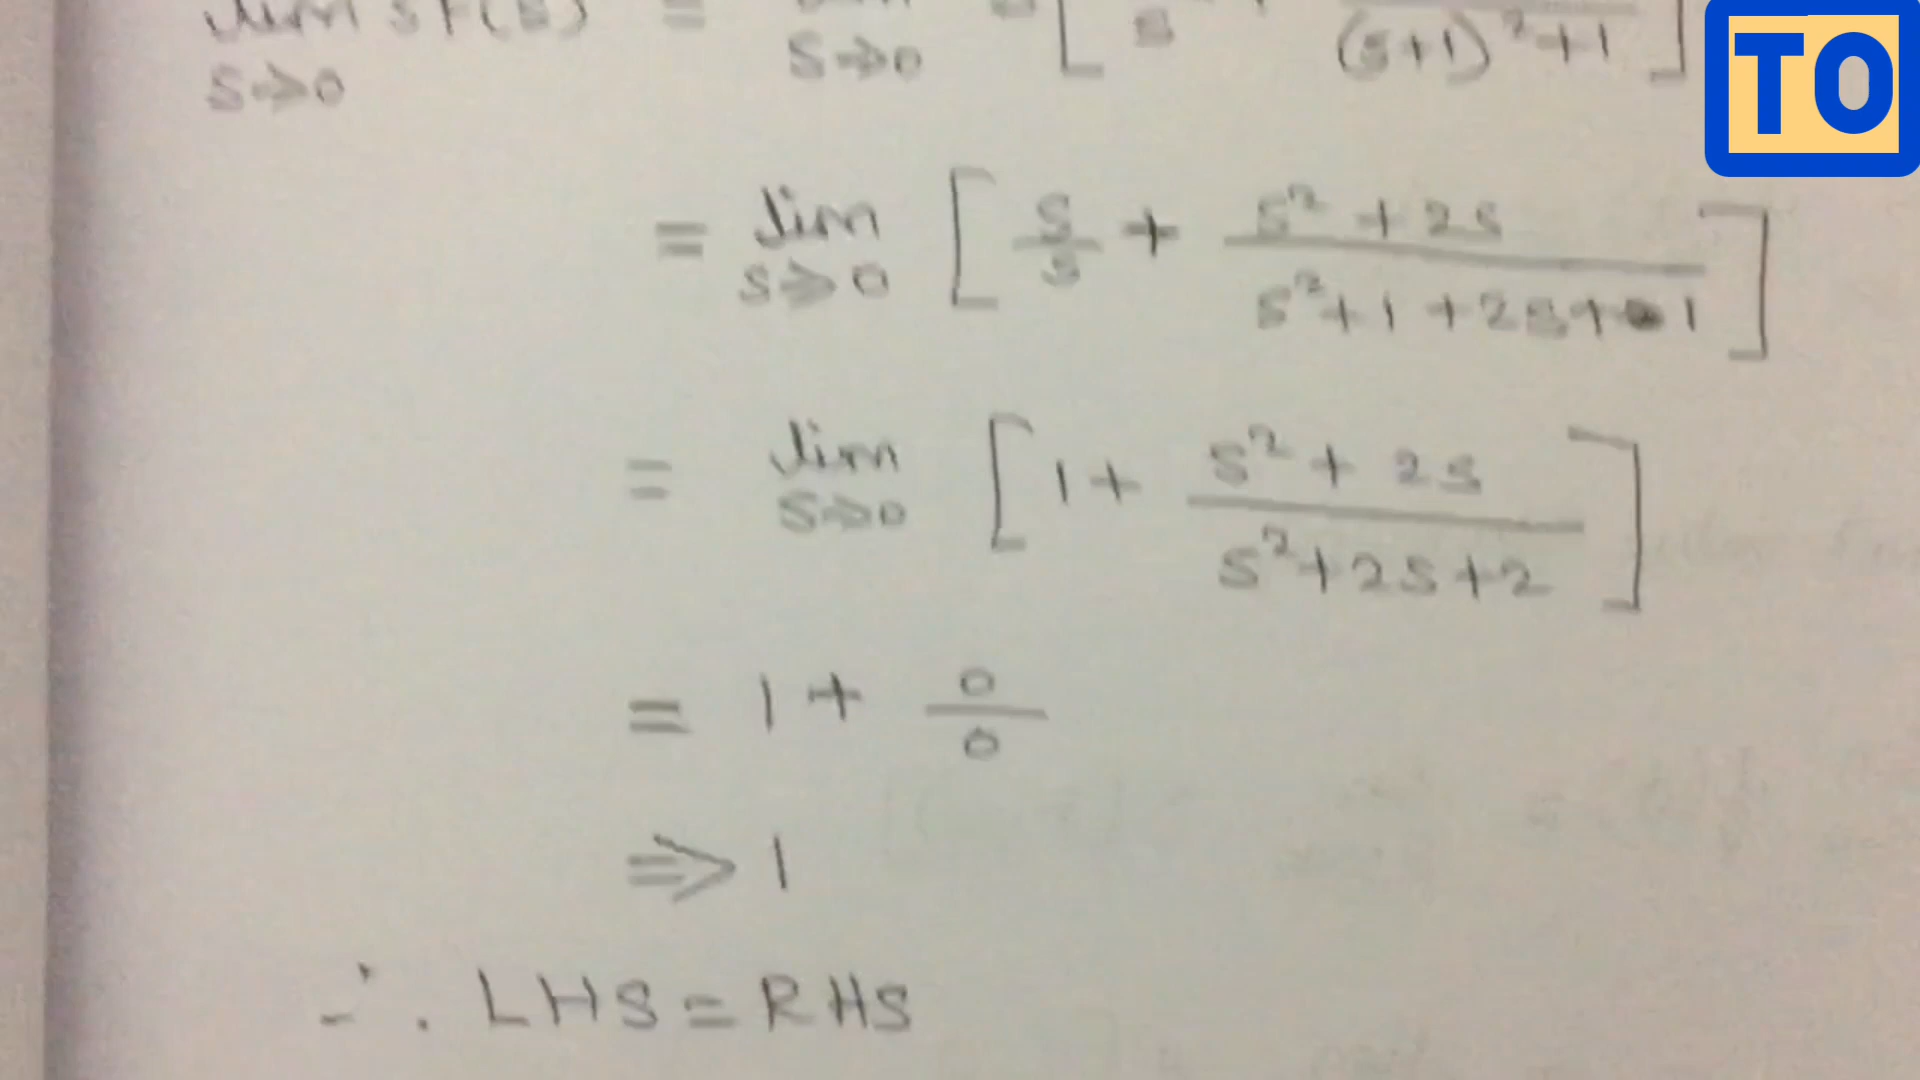 lim sF(s) = s→0 [ s (s+1)²+1 ]
s→0
TO
= lim s→0 [ s/s + (s² + 2s)/(s²+1+2s+1) ]
= lim s→0 [ 1 + (s² + 2s)/(s²+2s+2) ]
= 1 + 0/0
⇒ 1
∴ LHS = RHS